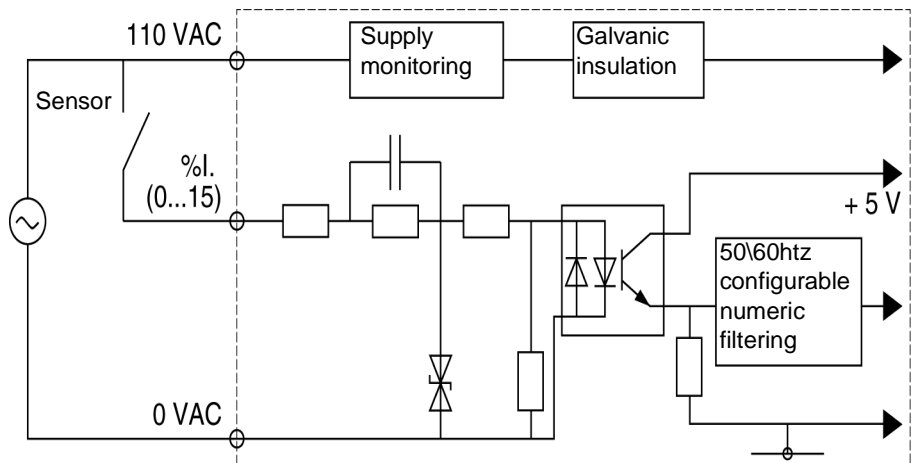 110 VAC
Supply
monitoring
Galvanic
insulation
Sensor
%I.
(0...15)
+ 5 V
50\60htz
configurable
numeric
filtering
0 VAC